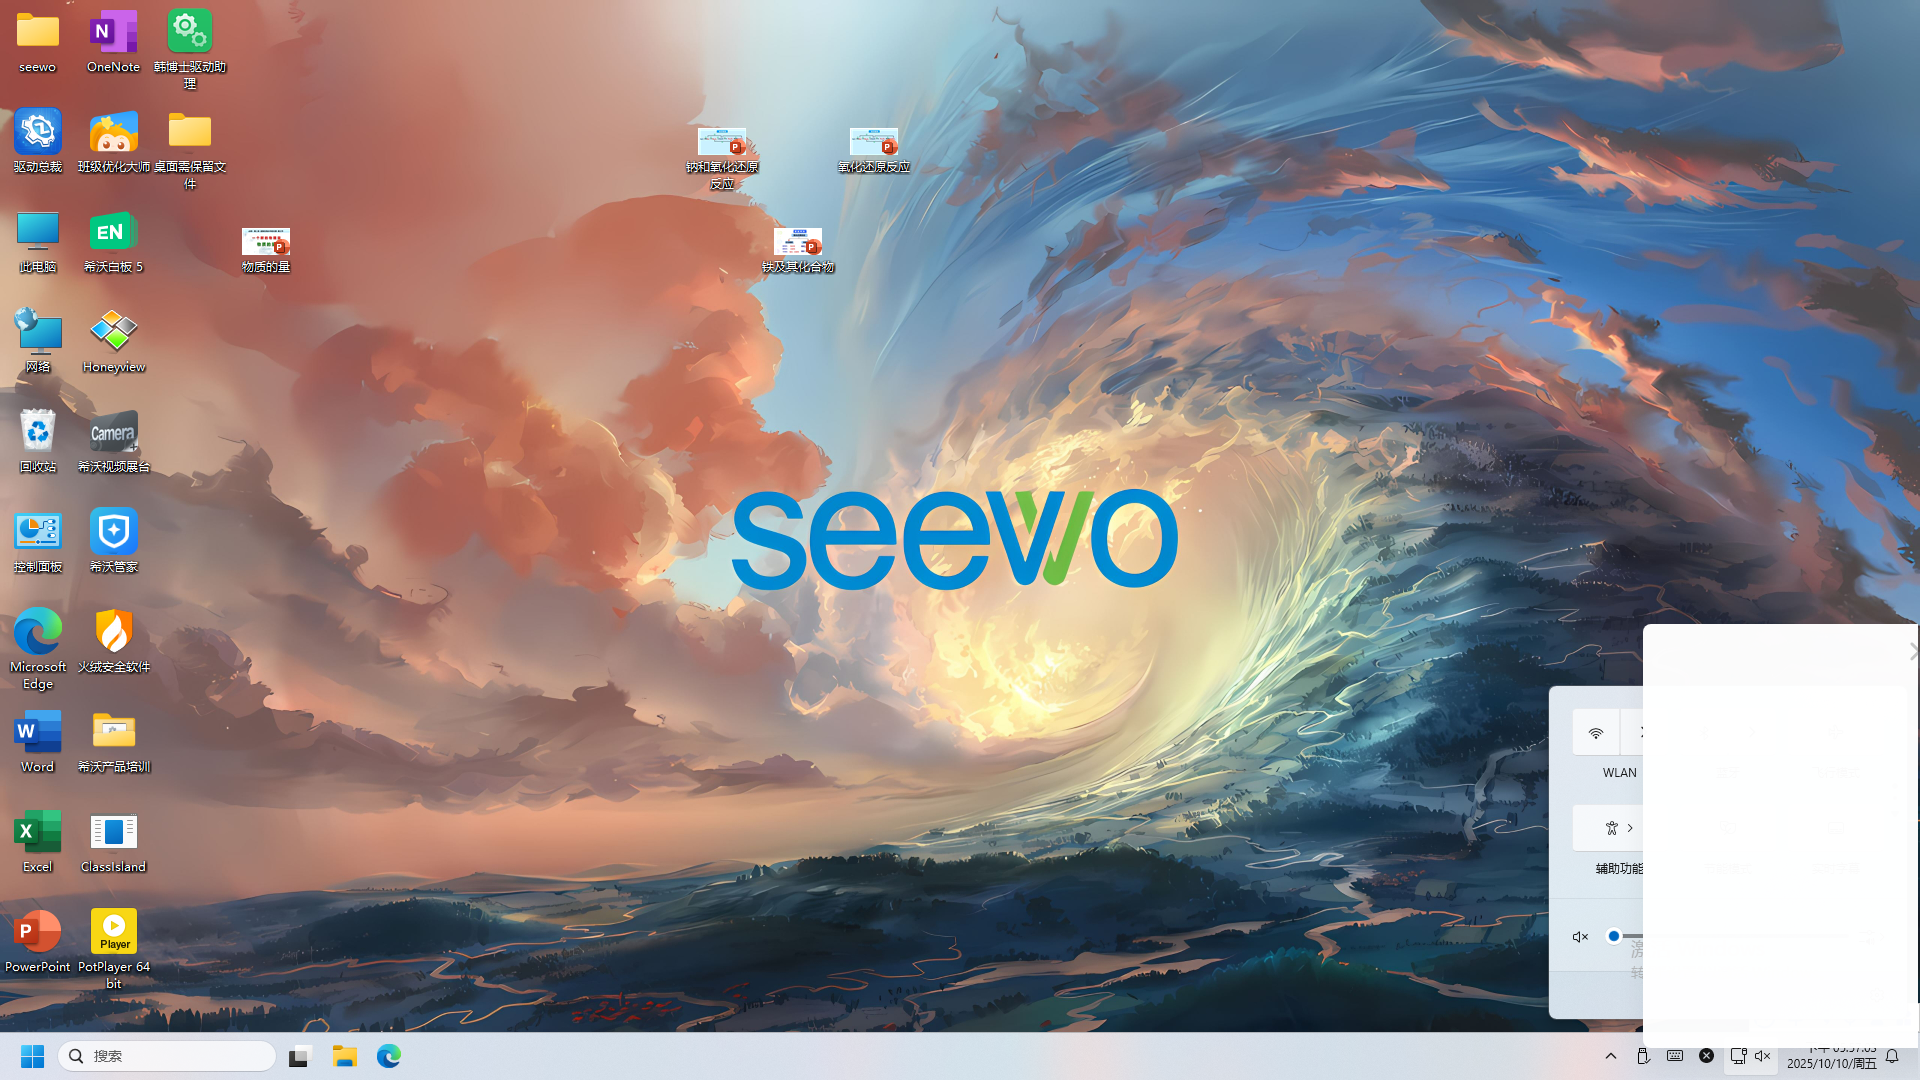 seewo
OneNote
韩博士驱动助
理
驱动总裁
班级优化大师
桌面需保留文
件
钠和氧化还原
反应
氧化还原反应
此电脑
EN
希沃白板 5
物质的量
铁及其化合物
网络
Honeyview
回收站
Camera
希沃视频展台
控制面板
希沃管家
seewo
Microsoft
Edge
火绒安全软件
Word
希沃产品培训
WLAN
Excel
ClassIsland
辅助功能
PowerPoint
Player
PotPlayer 64
bit
搜索
2025/10/10/周五